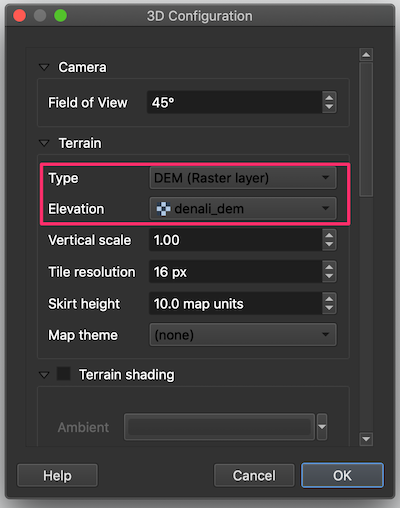 3D Configuration
Camera
Field of View 45°
Terrain
Type DEM (Raster layer)
Elevation denali_dem
Vertical scale 1.00
Tile resolution 16 px
Skirt height 10.0 map units
Map theme (none)
Terrain shading
Ambient
Help Cancel OK